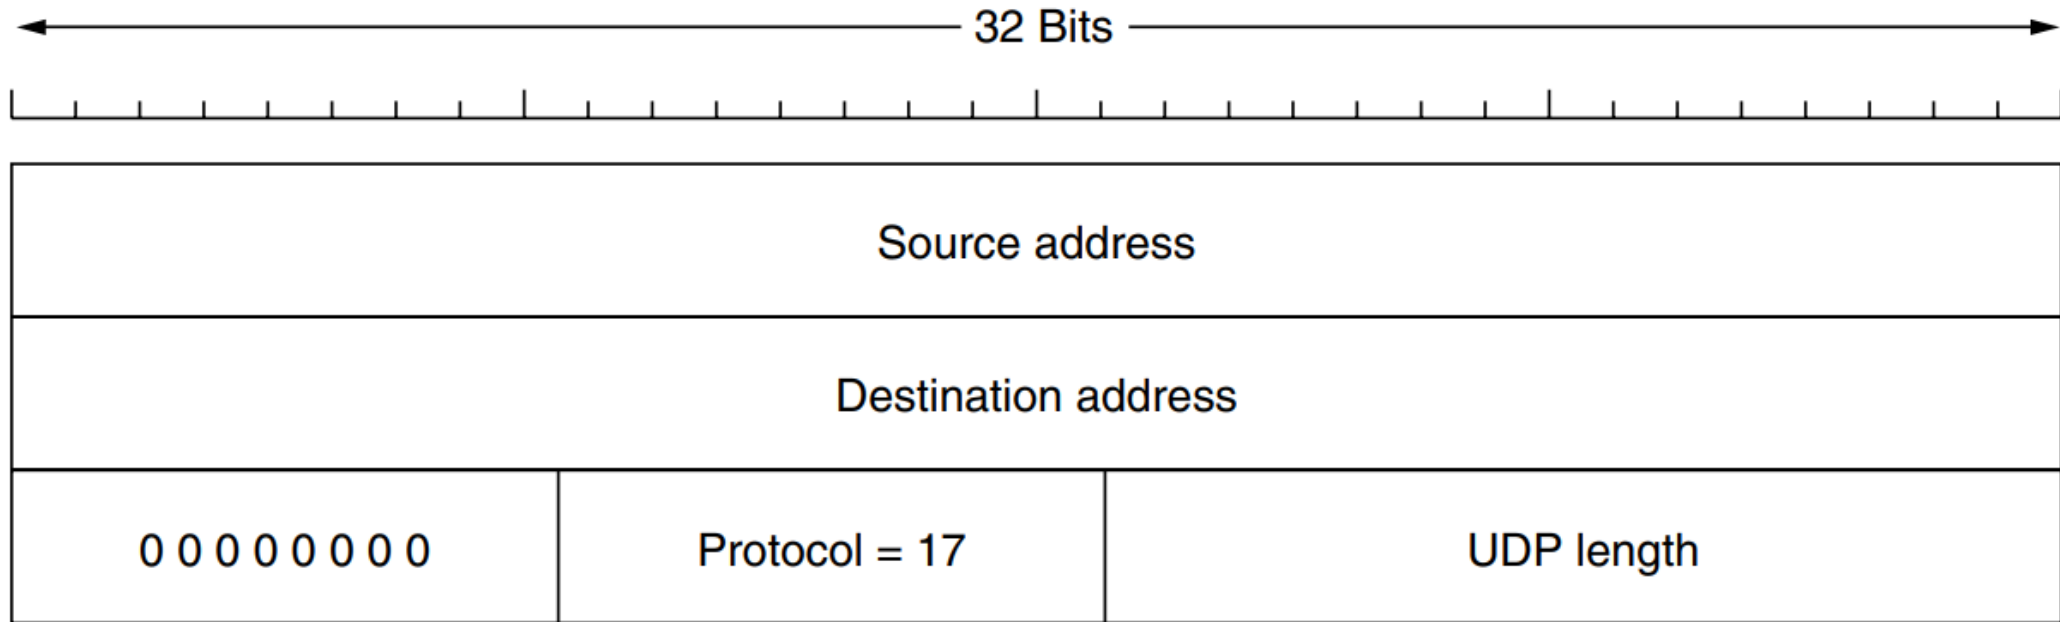 32 Bits
Source address
Destination address
0 0 0 0 0 0 0 0 Protocol = 17 UDP length